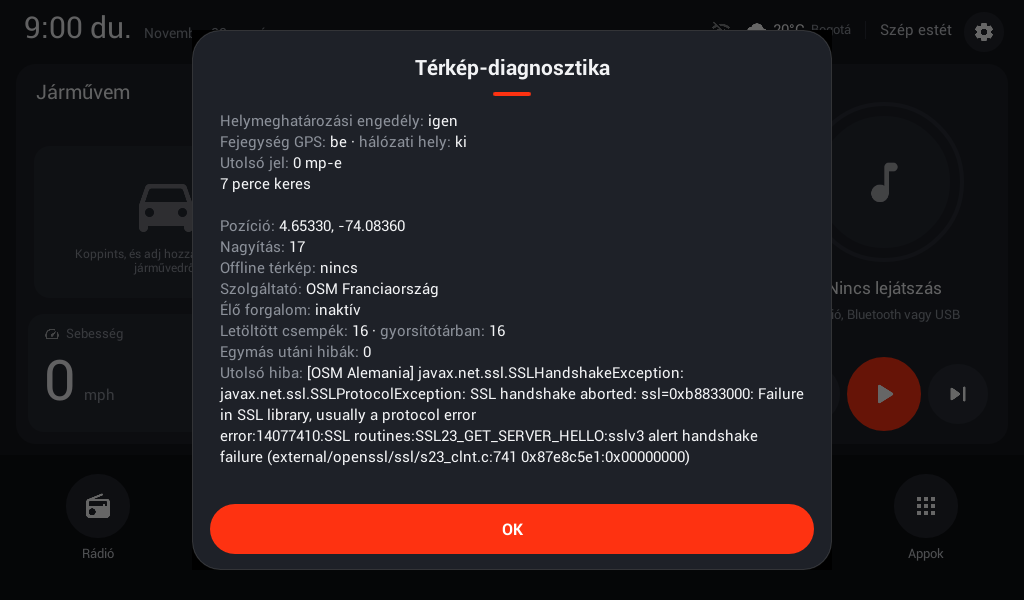 9:00 du.
20°C Bogotá
Szép estét
Járművem
Térkép-diagnosztika
Helymeghatározási engedély: igen
Fejegység GPS: be · hálózati hely: ki
Utolsó jel: 0 mp-e
7 perce keres
Pozíció: 4.65330, -74.08360
Nagyítás: 17
Offline térkép: nincs
Szolgáltató: OSM Franciaország
Élő forgalom: inaktív
Letöltött csempék: 16 · gyorsítótárban: 16
Egymás utáni hibák: 0
Utolsó hiba: [OSM Alemania] javax.net.ssl.SSLHandshakeException:
javax.net.ssl.SSLProtocolException: SSL handshake aborted: ssl=0xb8833000: Failure
in SSL library, usually a protocol error
error:14077410:SSL routines:SSL23_GET_SERVER_HELLO:sslv3 alert handshake
failure (external/openssl/ssl/s23_clnt.c:741 0x87e8c5e1:0x00000000)
OK
Koppints, és adj
Sebesség
0 mph
Nincs lejátszás
Bluetooth vagy USB
Rádió
Appok